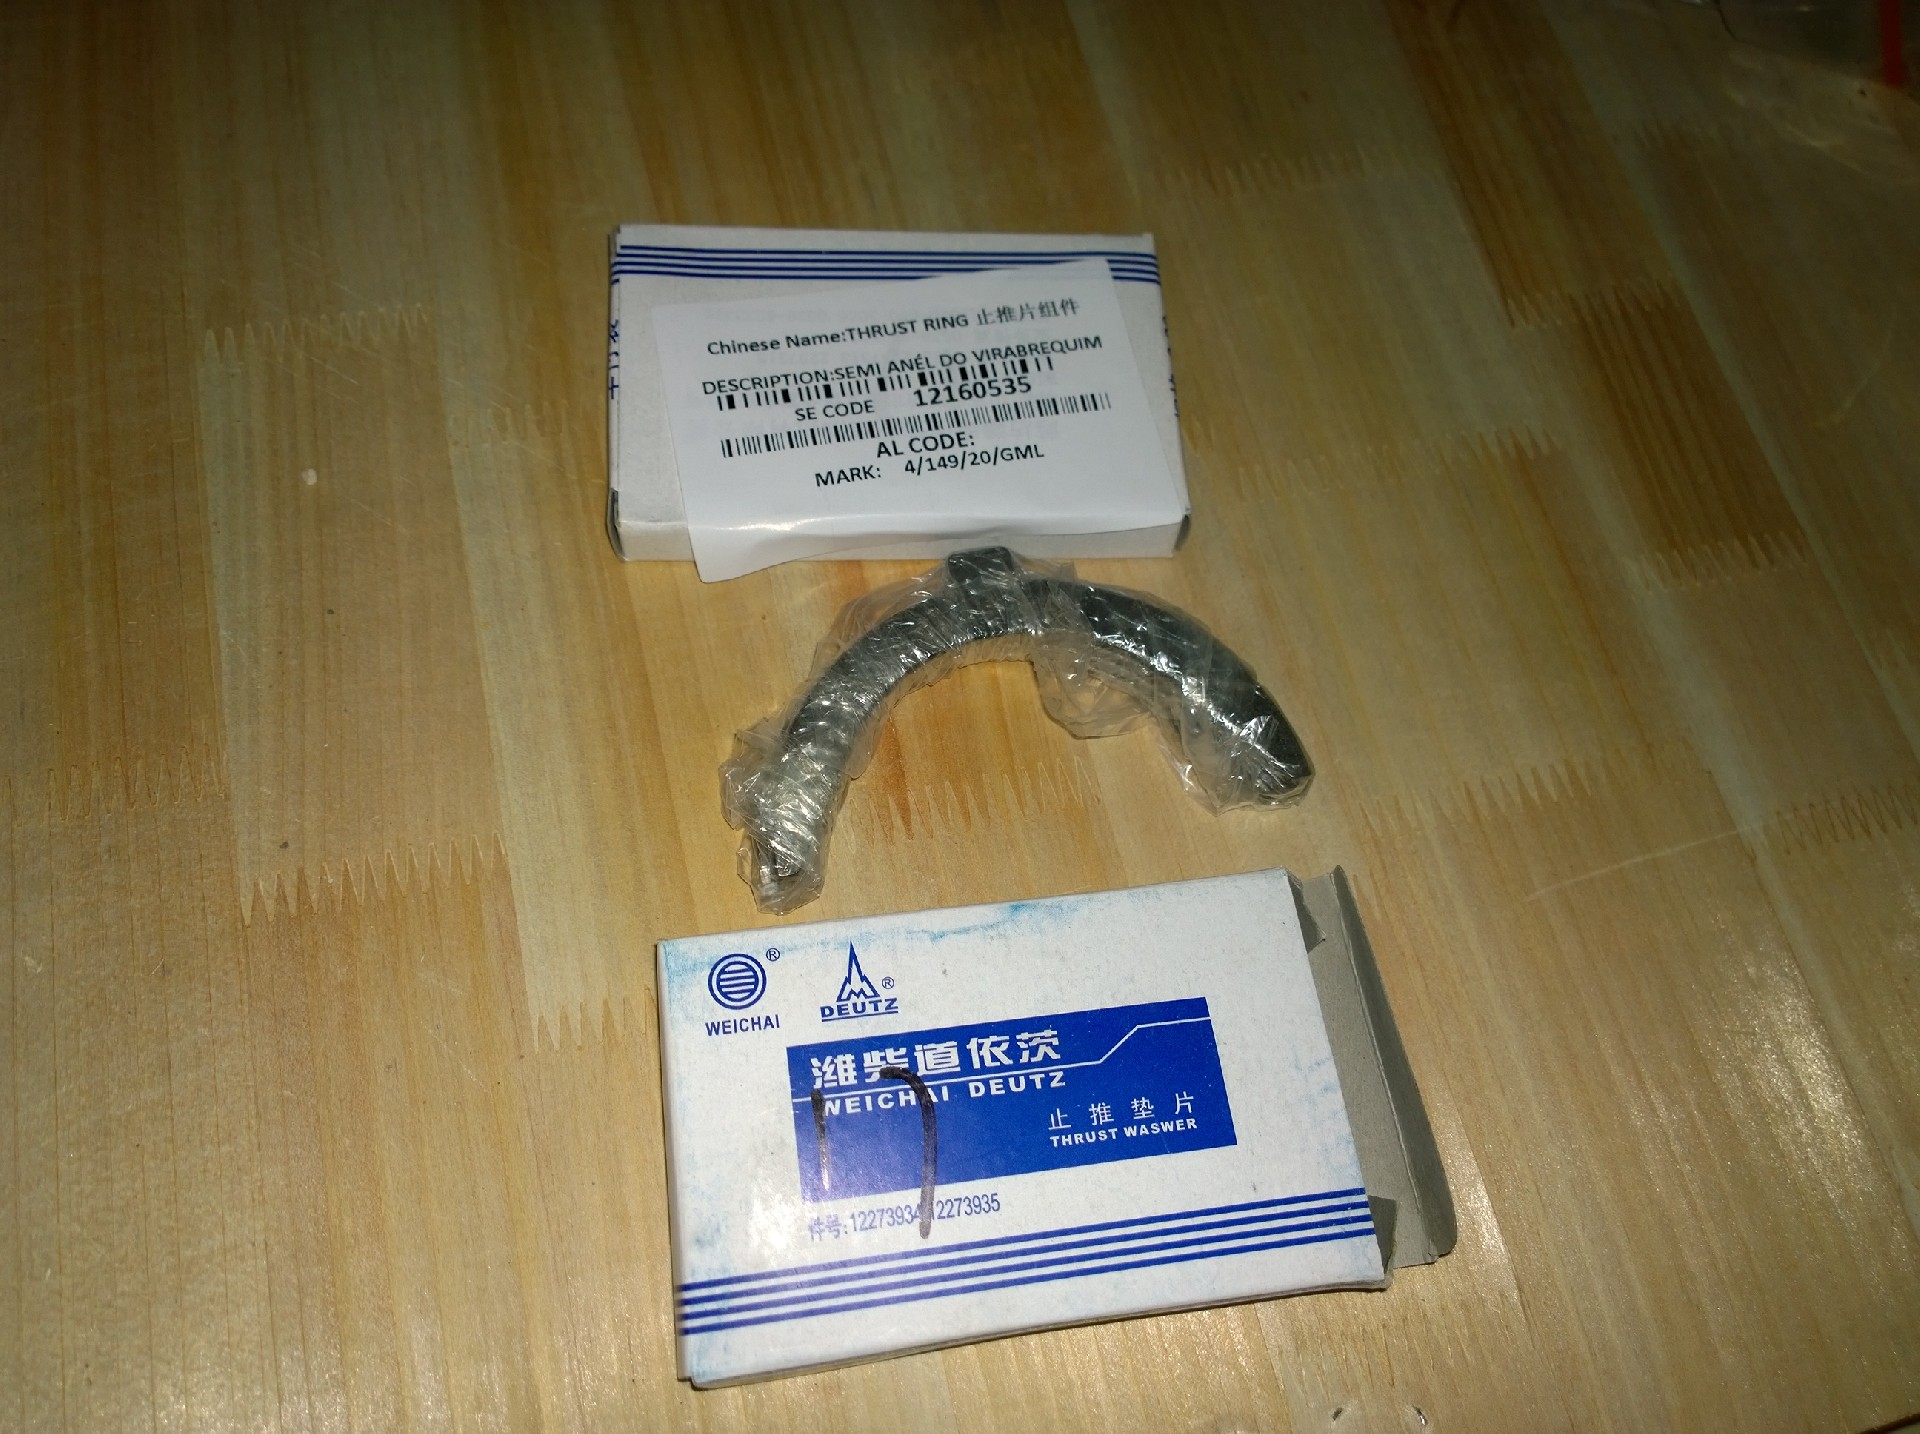 Chinese Name:THRUST RING 止推片组件
DESCRIPTION:SEMI ANÉL DO VIRABREQUIM
SE CODE 12160535
AL CODE:
MARK: 4/149/20/GML
® ®
WEICHAI DEUTZ
潍柴道依茨
WEICHAI DEUTZ
止推垫片
THRUST WASWER
件号:12273934 12273935
17